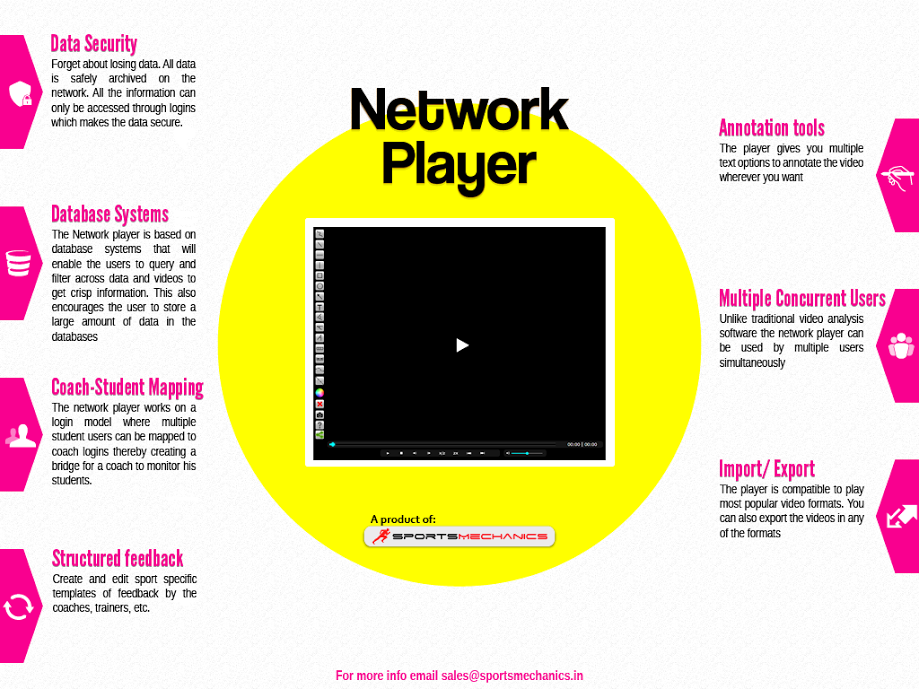 Data Security
Forget about losing data. All data
is safely archived on the
network. All the information can
only be accessed through logins
which makes the data secure.
Database Systems
The Network player is based on
database systems that will
enable the users to query and
filter across data and videos to
get crisp information. This also
encourages the user to store a
large amount of data in the
databases
Coach-Student Mapping
The network player works on a
login model where multiple
student users can be mapped to
coach logins thereby creating a
bridge for a coach to monitor his
students.
Structured feedback
Create and edit sport specific
templates of feedback by the
coaches, trainers, etc.
Network
Player
00:00 | 00:00
A product of:
SPORTSMECHANICS
Annotation tools
The player gives you multiple
text options to annotate the video
wherever you want
Multiple Concurrent Users
Unlike traditional video analysis
software the network player can
be used by multiple users
simultaneously
Import/ Export
The player is compatible to play
most popular video formats. You
can also export the videos in any
of the formats
For more info email sales@sportsmechanics.in